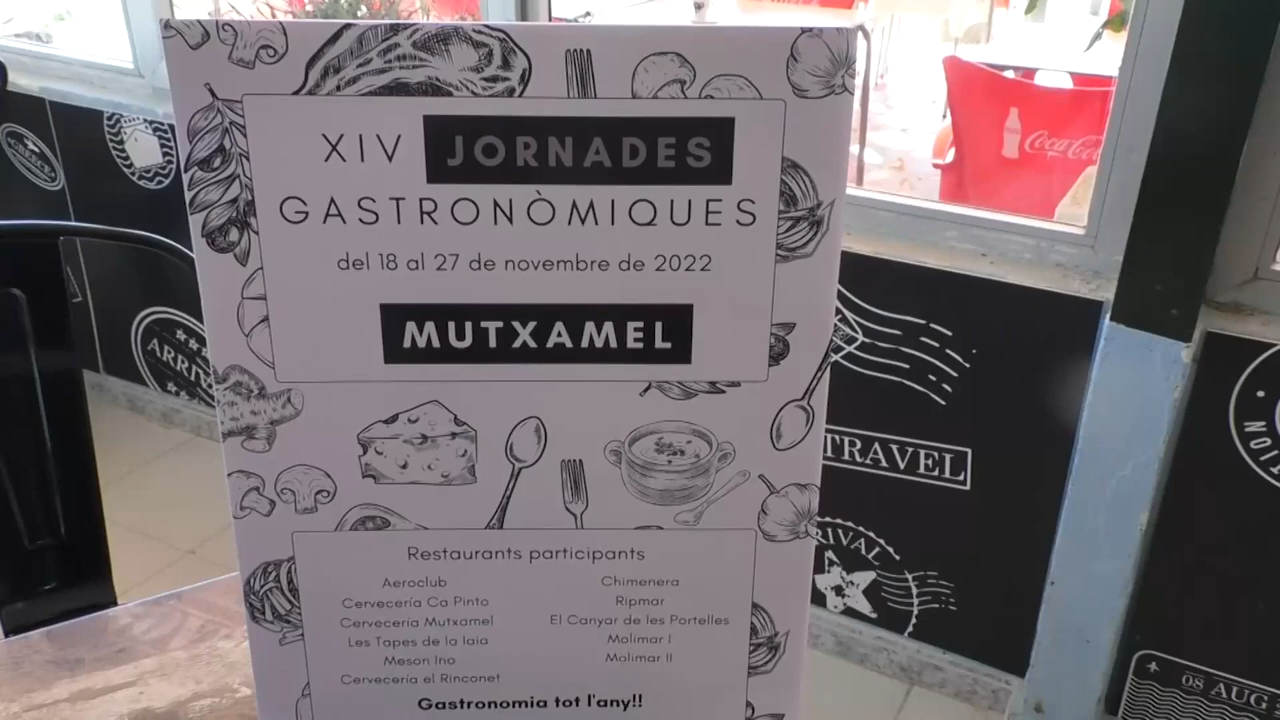 XIV JORNADES
GASTRONÒMIQUES
del 18 al 27 de novembre de 2022
MUTXAMEL
Restaurants participants
Aeroclub
Cervecería Ca Pinto
Cerveceria Mutxamel
Les Tapes de la Iaia
Meson Ino
Cervecería el Rinconet
Chimenera
Ripmar
El Canyar de les Portelles
Molimar I
Molimar II
Gastronomia tot l'any!!
Coca-Cola
TRAVEL
08 AUG